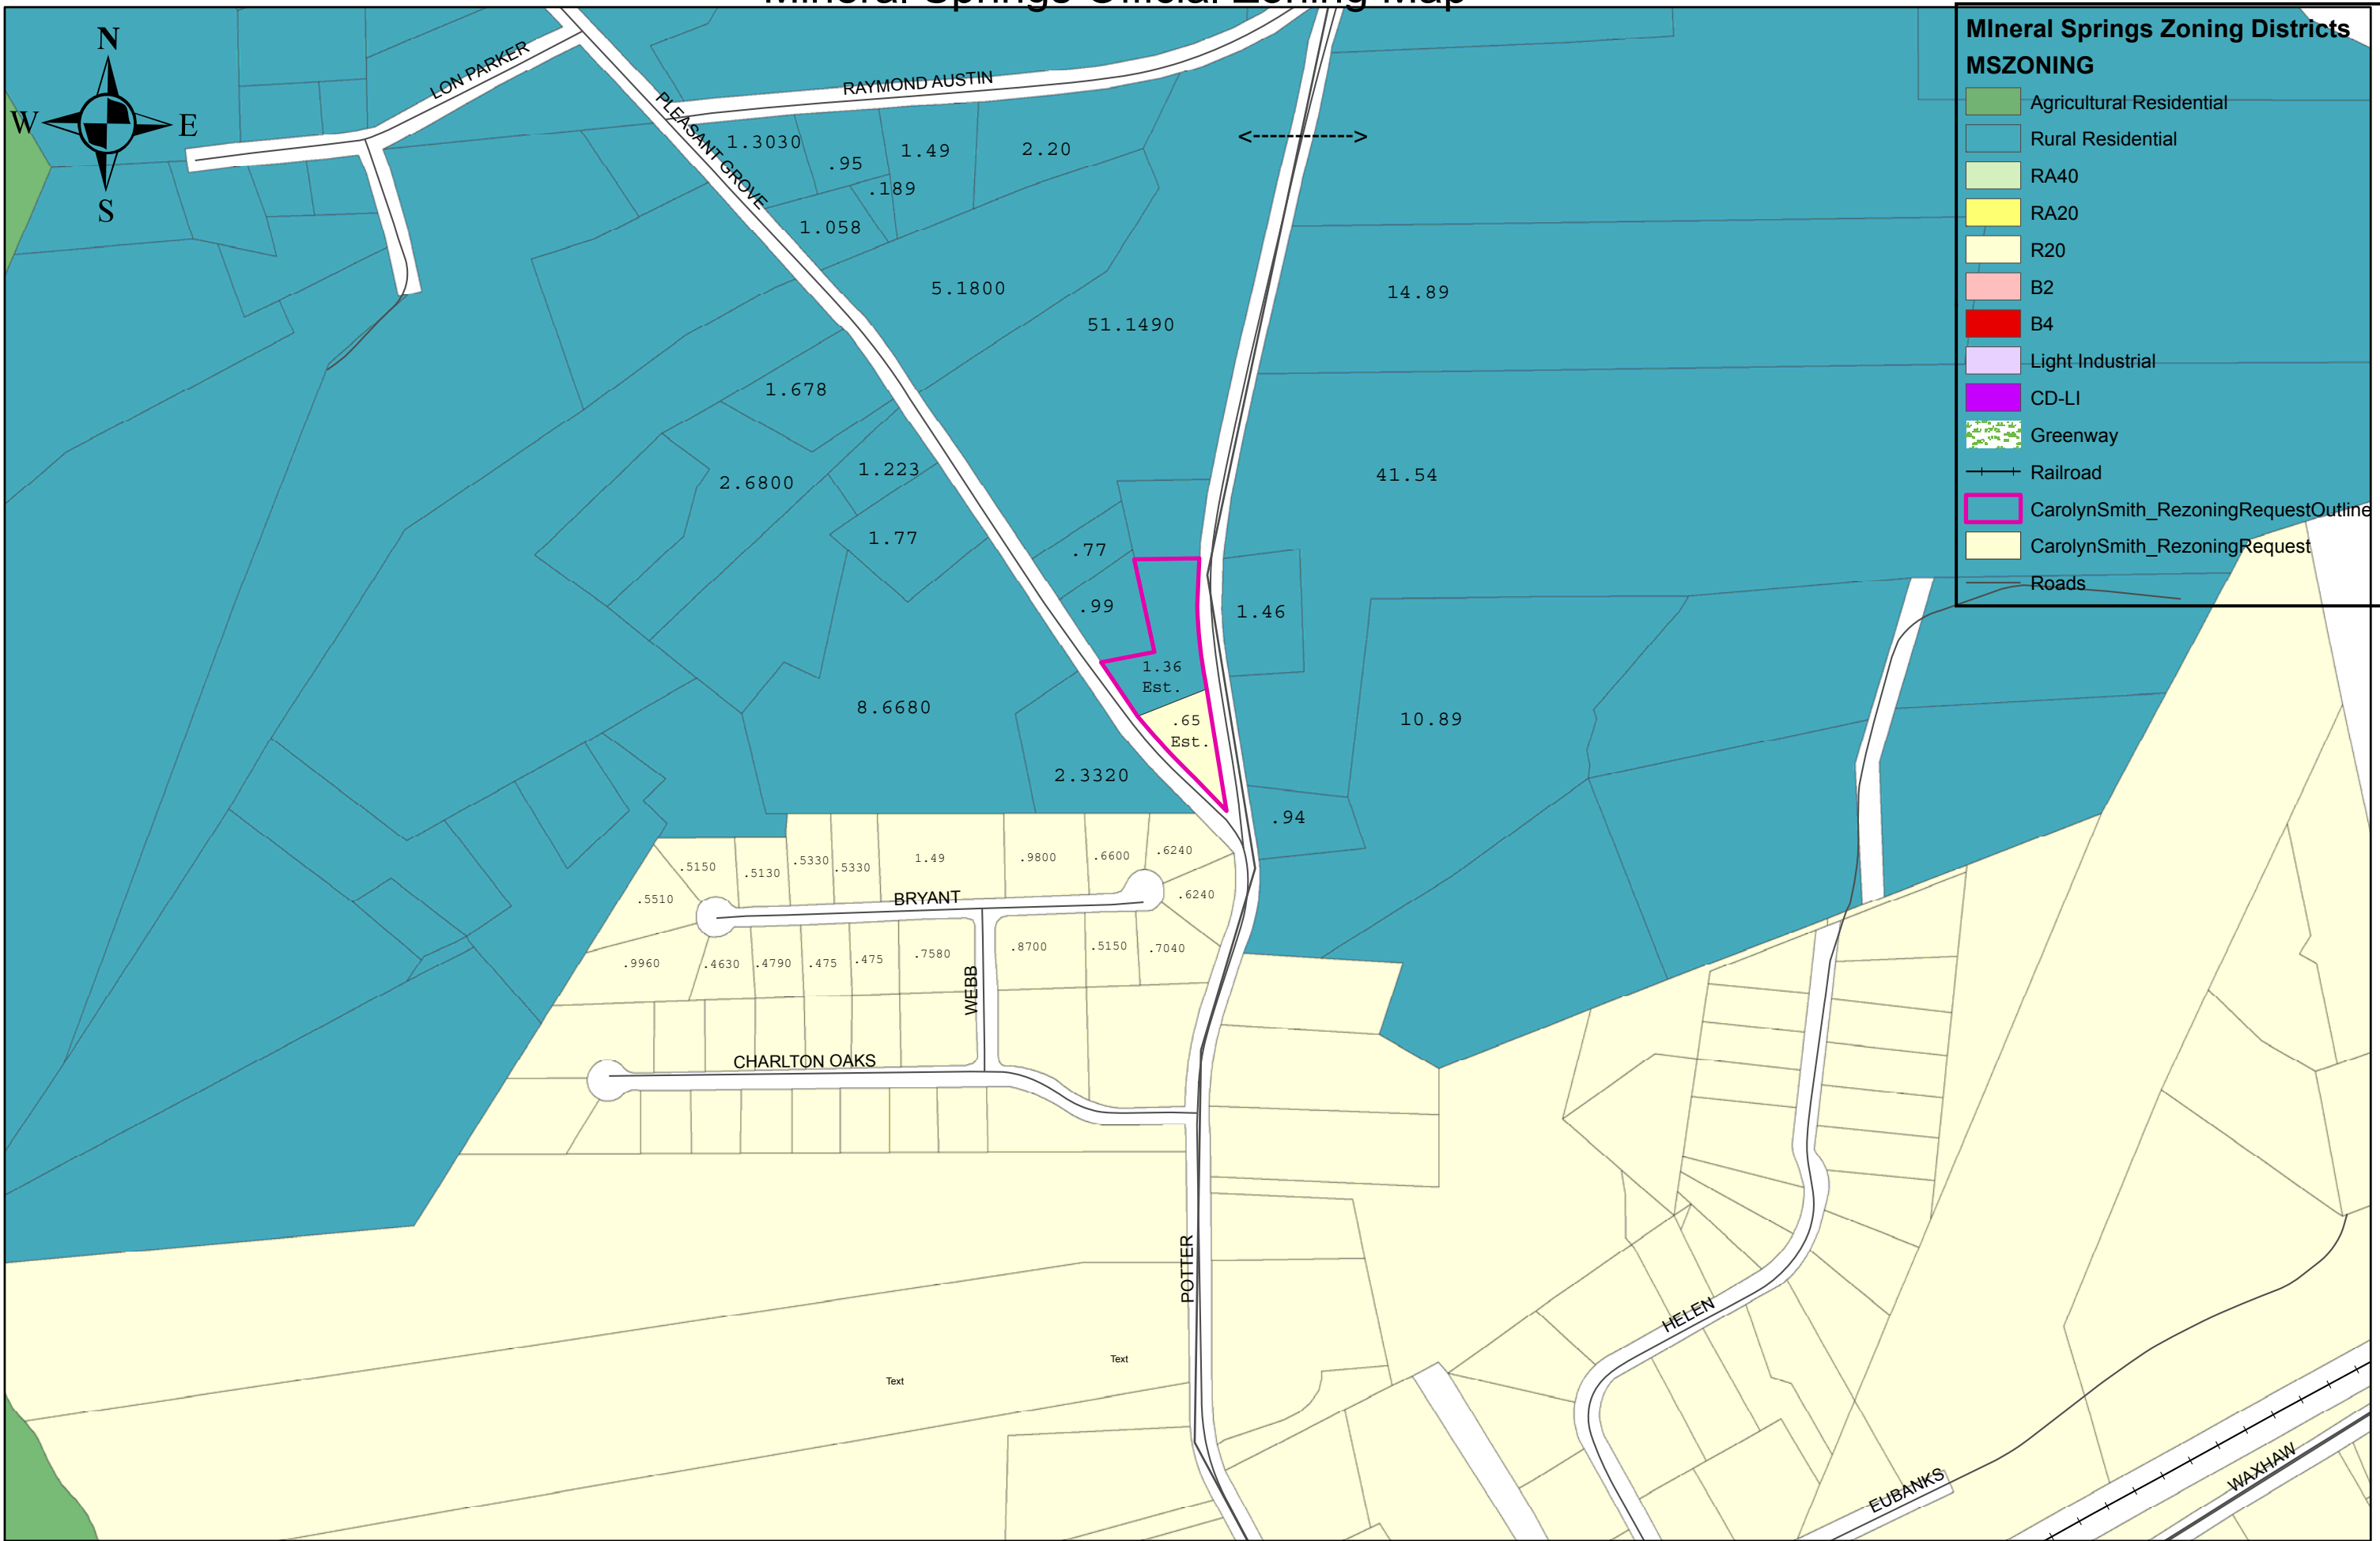 Mineral Springs Official Zoning Map
N
W
E
S
LON PARKER
RAYMOND AUSTIN
PLEASANT GROVE
<------------>
1.3030
.95
1.49
2.20
.189
1.058
5.1800
51.1490
14.89
1.678
2.6800
1.223
1.77
41.54
.77
.99
1.46
1.36
Est.
.65
Est.
8.6680
2.3320
10.89
.94
.5150
.5130
.5330
.5330
1.49
.9800
.6600
.6240
.5510
BRYANT
.6240
.9960
.4630
.4790
.475
.475
.7580
.8700
.5150
.7040
WEBB
CHARLTON OAKS
POTTER
HELEN
Text
Text
EUBANKS
WAXHAW
MIneral Springs Zoning Districts
MSZONING
Agricultural Residential
Rural Residential
RA40
RA20
R20
B2
B4
Light Industrial
CD-LI
Greenway
Railroad
CarolynSmith_RezoningRequestOutline
CarolynSmith_RezoningRequest
Roads